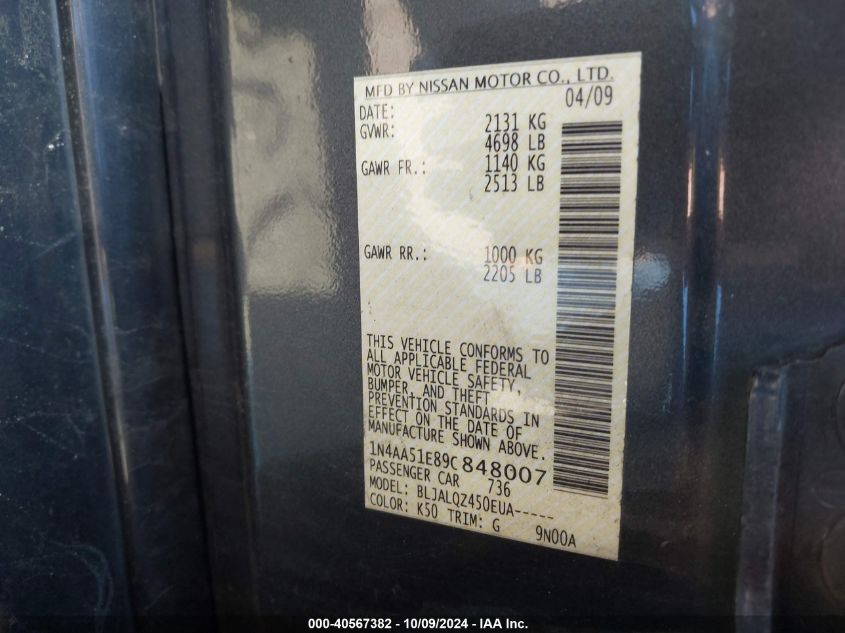 MFD BY NISSAN MOTOR CO., LTD.
DATE: 04/09
GVWR: 2131 KG
4698 LB
GAWR FR.: 1140 KG
2513 LB
GAWR RR.: 1000 KG
2205 LB
THIS VEHICLE CONFORMS TO
ALL APPLICABLE FEDERAL
MOTOR VEHICLE SAFETY,
BUMPER, AND THEFT
PREVENTION STANDARDS IN
EFFECT ON THE DATE OF
MANUFACTURE SHOWN ABOVE.
1N4AA51E89C848007
PASSENGER CAR 736
MODEL: BLJALQZ450EUA-----
COLOR: K50 TRIM: G 9N00A
000-40567382 - 10/09/2024 - IAA Inc.